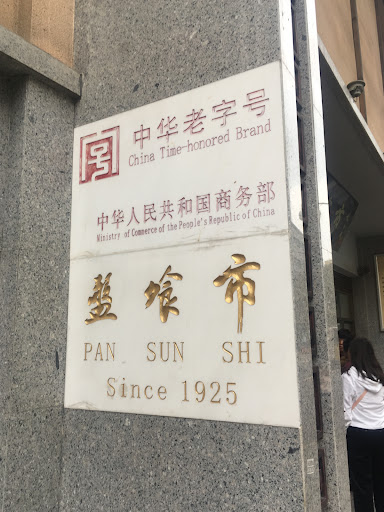 中华老字号
China Time-honored Brand
中华人民共和国商务部
Ministry of Commerce of the People's Republic of China
盤飧市
PAN SUN SHI
Since 1925